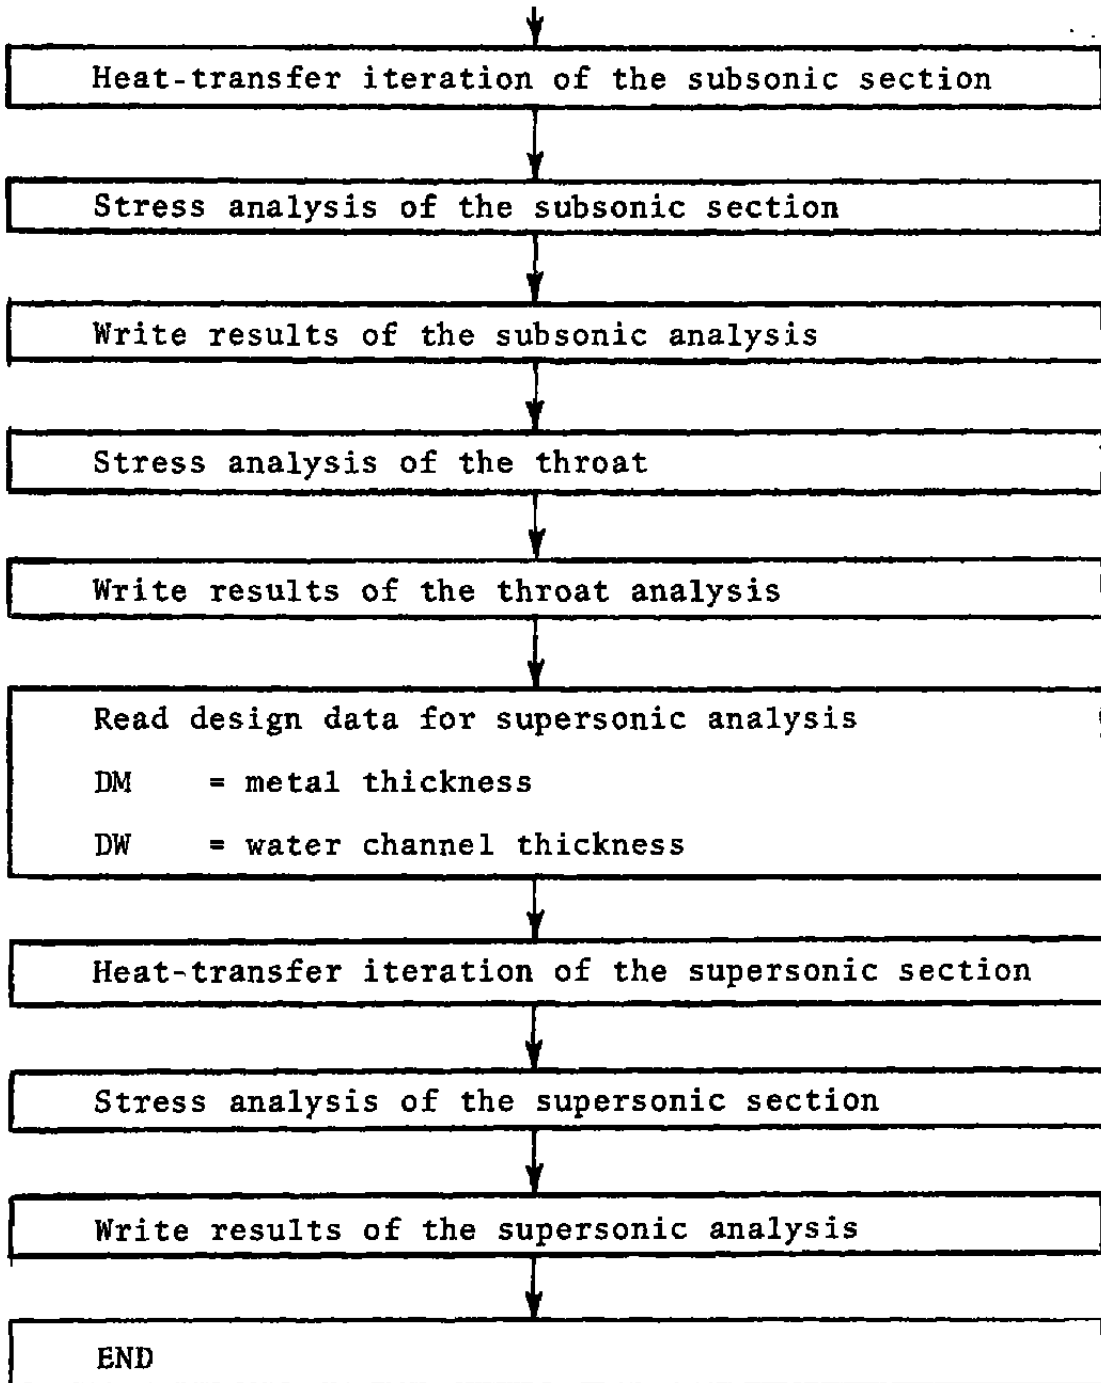 Heat-transfer iteration of the subsonic section
Stress analysis of the subsonic section
Write results of the subsonic analysis
Stress analysis of the throat
Write results of the throat analysis
Read design data for supersonic analysis
DM = metal thickness
DW = water channel thickness
Heat-transfer iteration of the supersonic section
Stress analysis of the supersonic section
Write results of the supersonic analysis
END